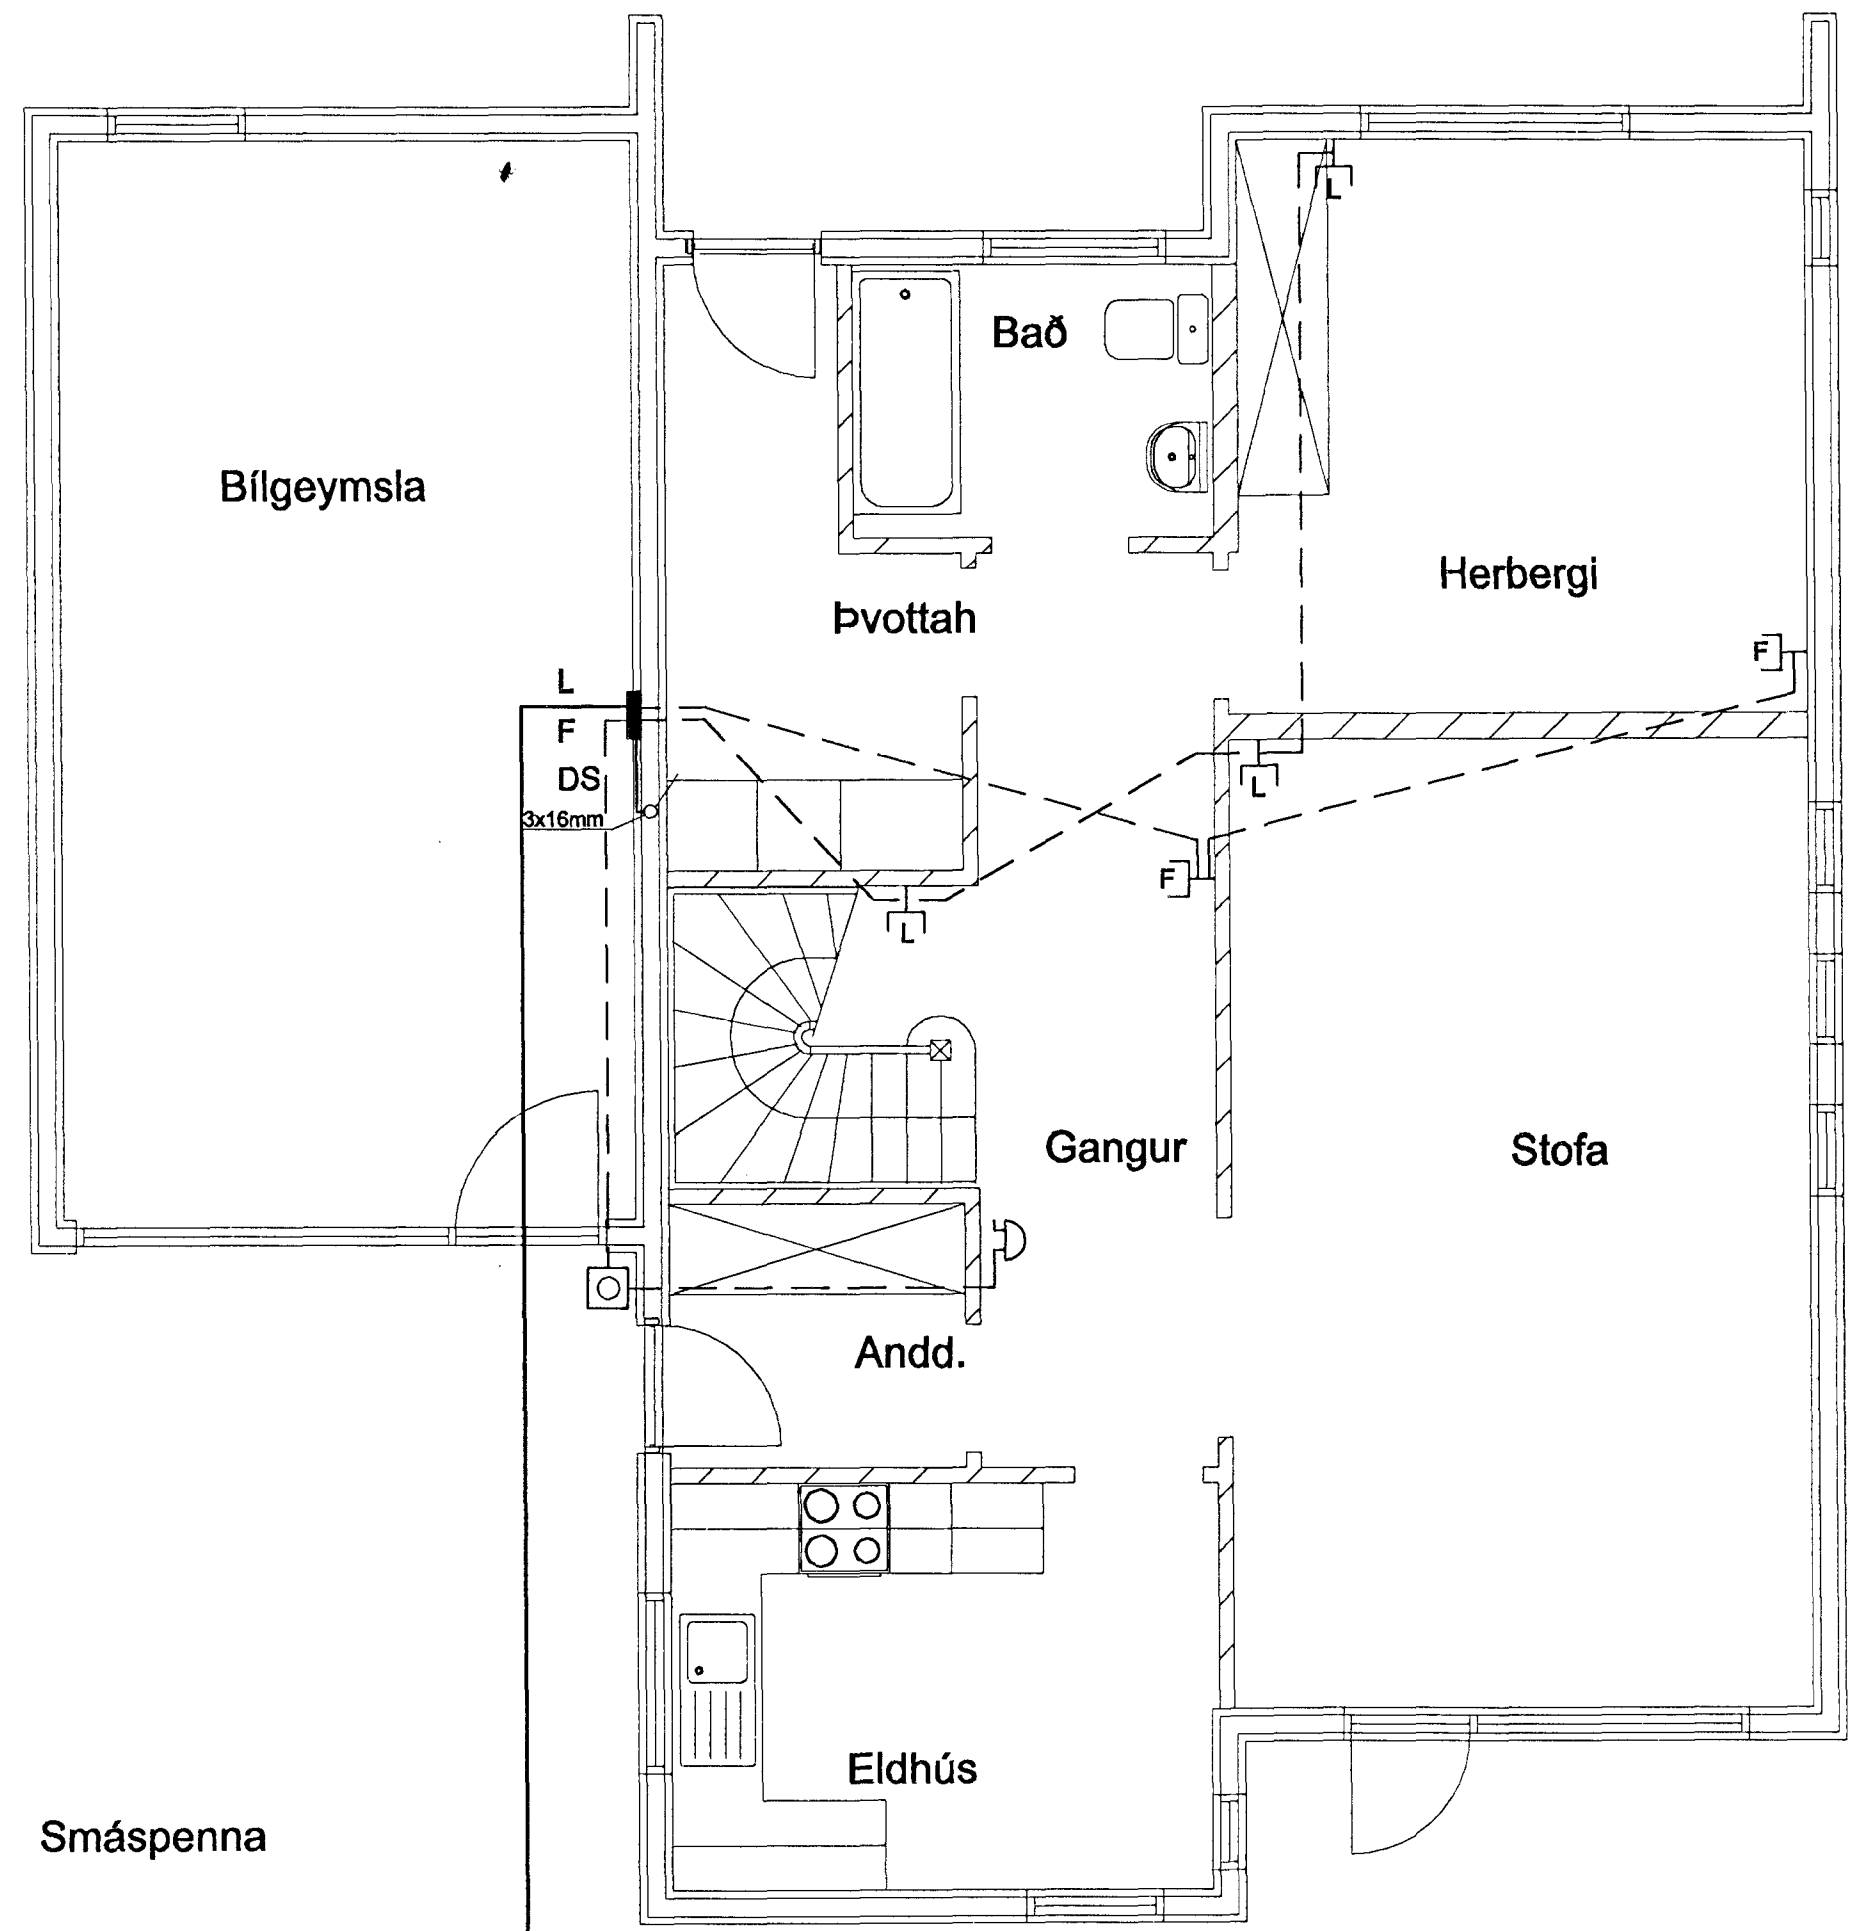 L
Bað
Bílgeymsla
Herbergi
Þvottah
F
L
F
DS
L
3x16mm
F
L
Gangur
Stofa
Andd.
Eldhús
Smáspenna